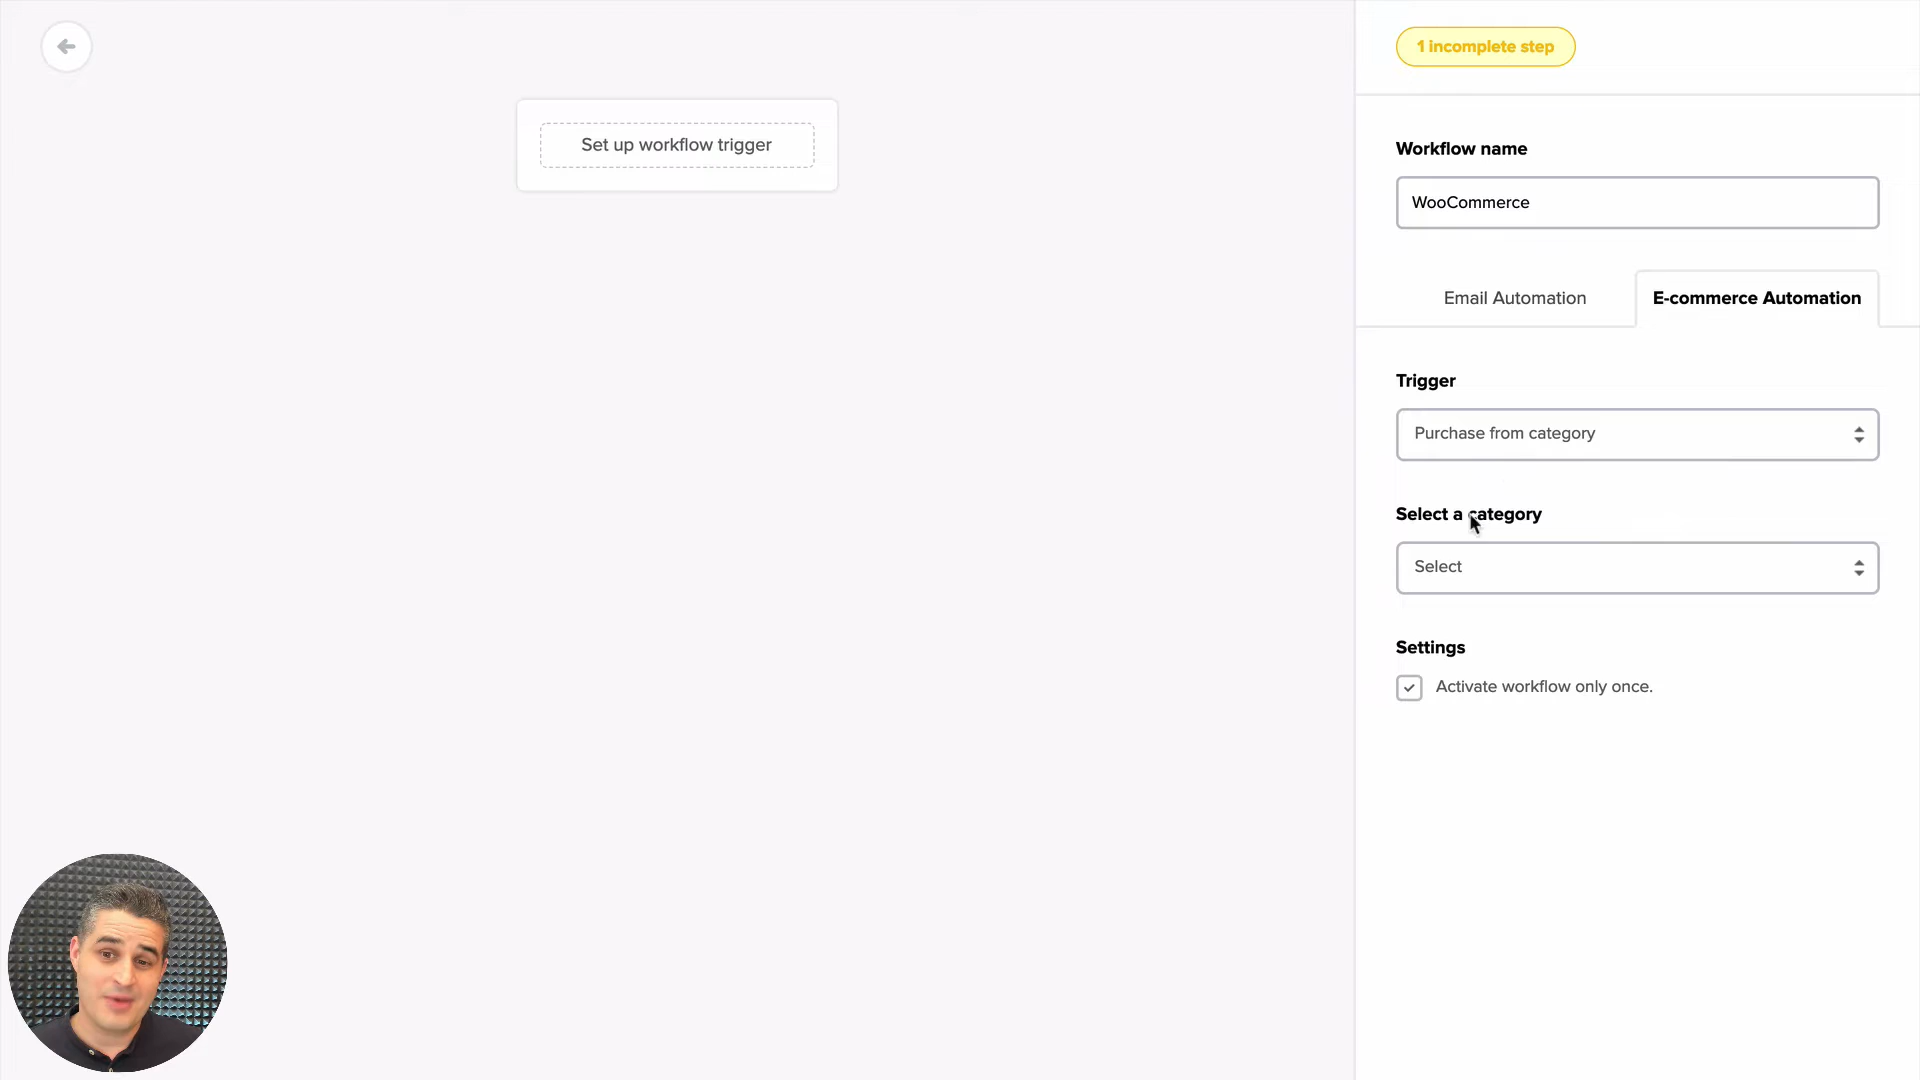 1 incomplete step
Set up workflow trigger
Workflow name
WooCommerce
Email Automation
E-commerce Automation
Trigger
Purchase from category
Select a category
Select
Settings
Activate workflow only once.